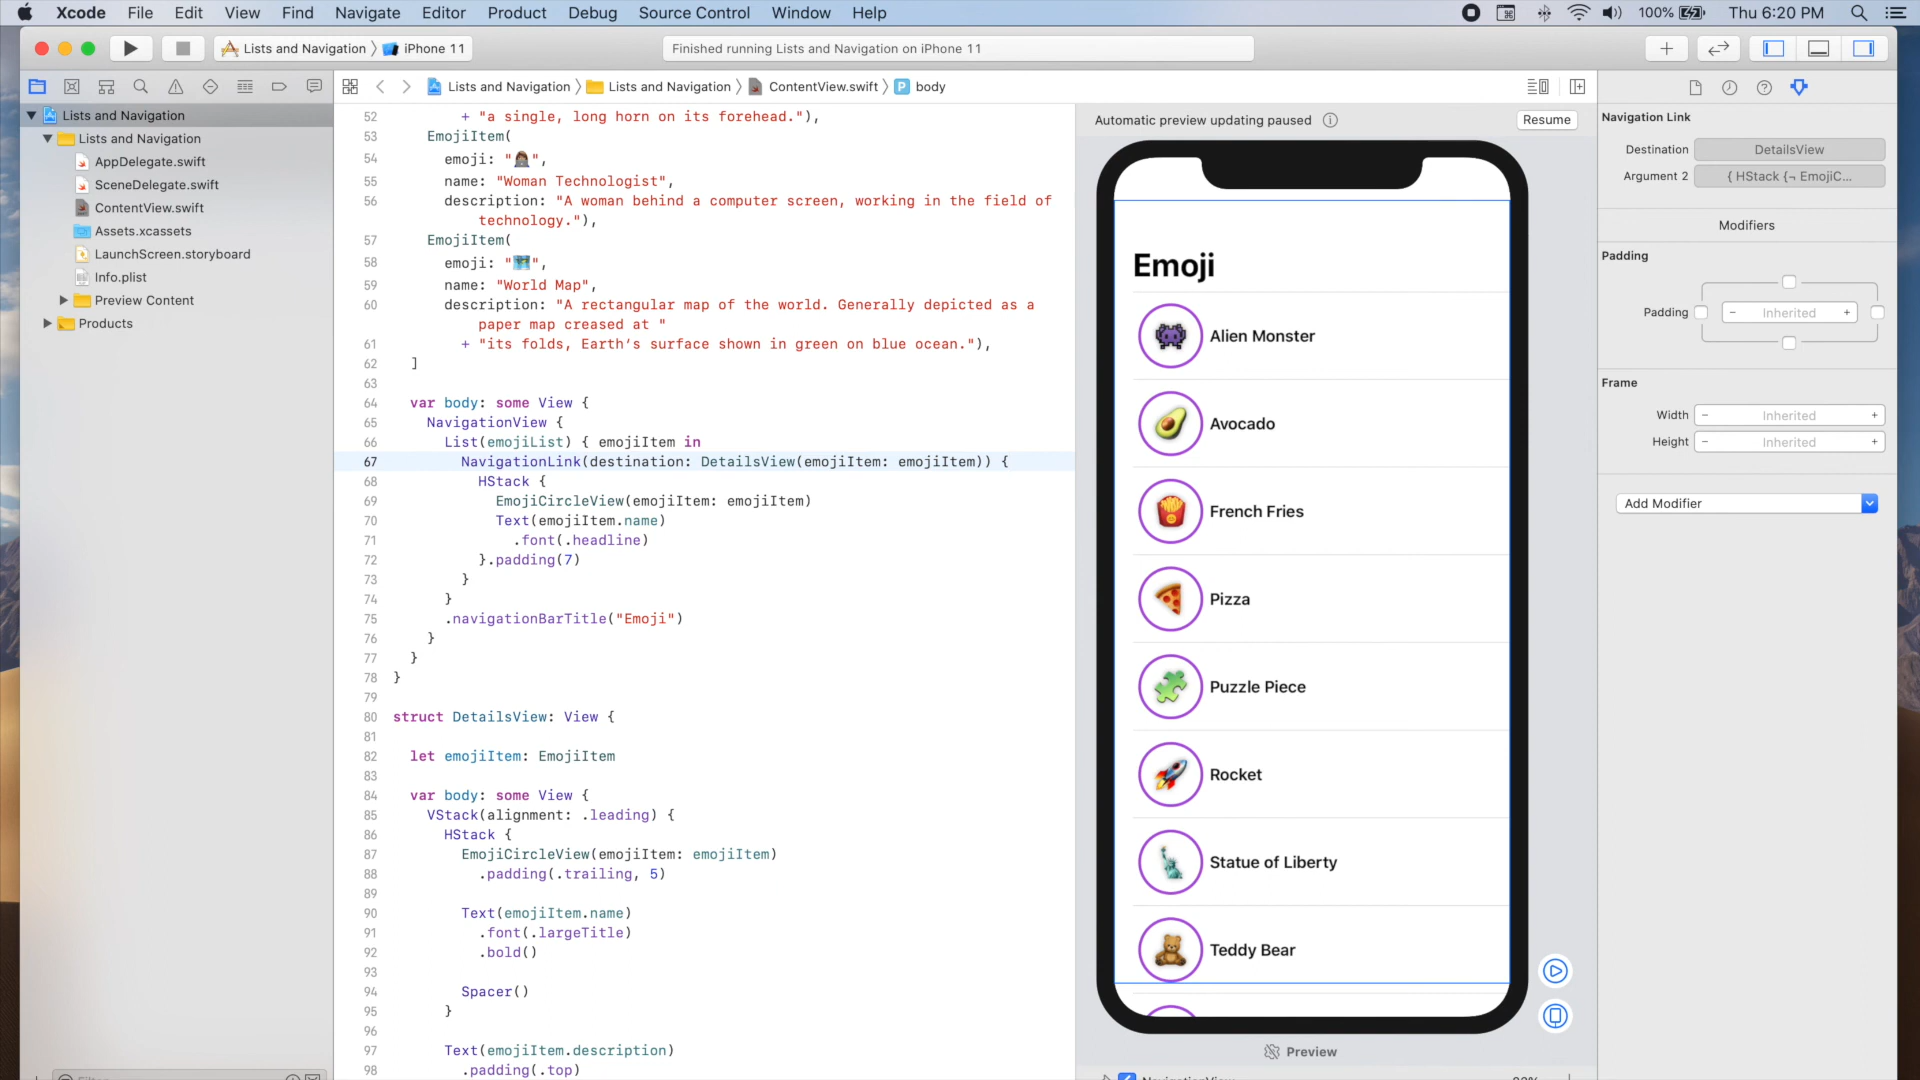 Xcode File Edit View Find Navigate Editor Product Debug Source Control Window Help 100% Thu 6:20 PM
Lists and Navigation iPhone 11 Finished running Lists and Navigation on iPhone 11
Lists and Navigation Lists and Navigation ContentView.swift body
Lists and Navigation
Lists and Navigation
AppDelegate.swift
SceneDelegate.swift
ContentView.swift
Assets.xcassets
LaunchScreen.storyboard
Info.plist
Preview Content
Products
52 + "a single, long horn on its forehead."),
53 EmojiItem(
54 emoji: "👩🏽‍💻",
55 name: "Woman Technologist",
56 description: "A woman behind a computer screen, working in the field of
technology."),
57 EmojiItem(
58 emoji: "🗺️",
59 name: "World Map",
60 description: "A rectangular map of the world. Generally depicted as a
paper map creased at "
61 + "its folds, Earth's surface shown in green on blue ocean."),
62 ]
63
64 var body: some View {
65 NavigationView {
66 List(emojiList) { emojiItem in
67 NavigationLink(destination: DetailsView(emojiItem: emojiItem)) {
68 HStack {
69 EmojiCircleView(emojiItem: emojiItem)
70 Text(emojiItem.name)
71 .font(.headline)
72 }.padding(7)
73 }
74 }
75 .navigationBarTitle("Emoji")
76 }
77 }
78 }
79
80 struct DetailsView: View {
81
82 let emojiItem: EmojiItem
83
84 var body: some View {
85 VStack(alignment: .leading) {
86 HStack {
87 EmojiCircleView(emojiItem: emojiItem)
88 .padding(.trailing, 5)
89
90 Text(emojiItem.name)
91 .font(.largeTitle)
92 .bold()
93
94 Spacer()
95 }
96
97 Text(emojiItem.description)
98 .padding(.top)
Automatic preview updating paused Resume
Emoji
Alien Monster
Avocado
French Fries
Pizza
Puzzle Piece
Rocket
Statue of Liberty
Teddy Bear
Preview
Navigation Link
Destination DetailsView
Argument 2 { HStack {¬ EmojiC...
Modifiers
Padding
Padding − Inherited +
Frame
Width − Inherited +
Height − Inherited +
Add Modifier